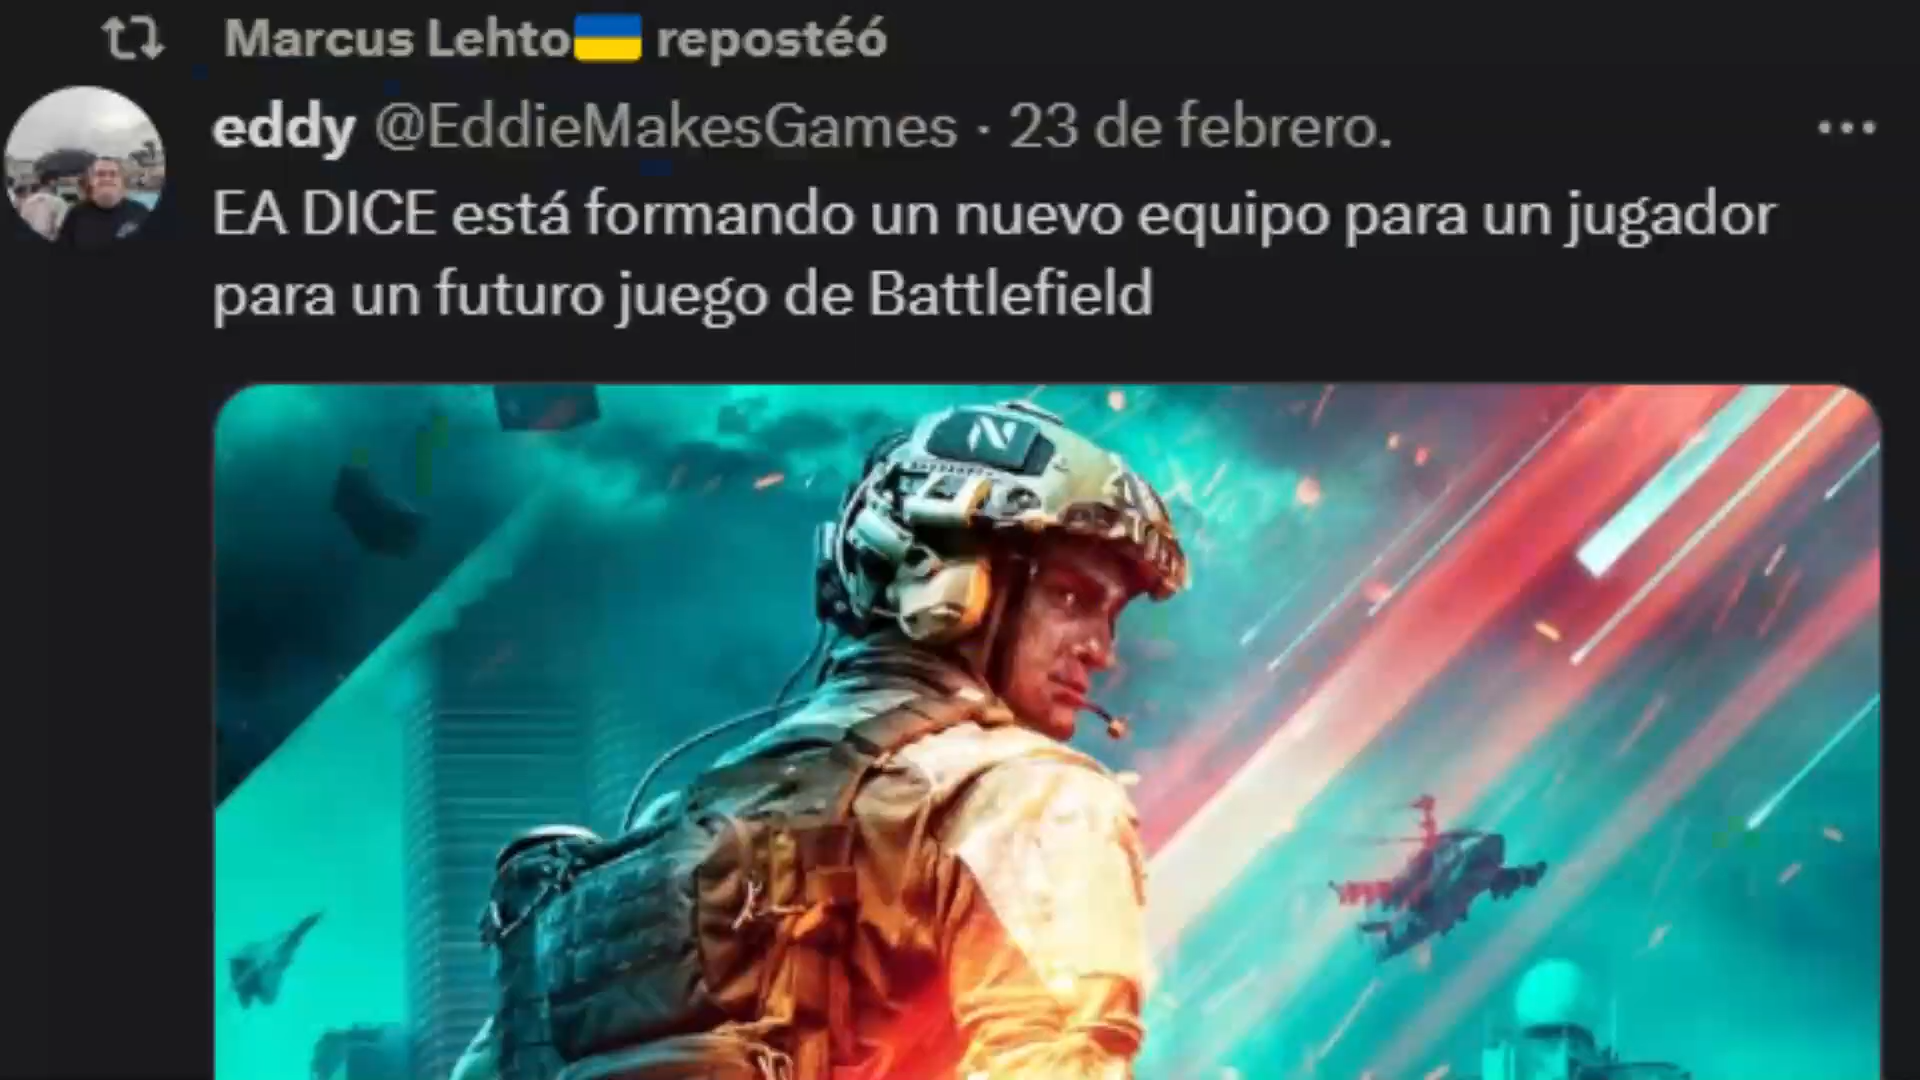 Marcus Lehto🇺🇦 repostéó
eddy @EddieMakesGames · 23 de febrero.
EA DICE está formando un nuevo equipo para un jugador
para un futuro juego de Battlefield